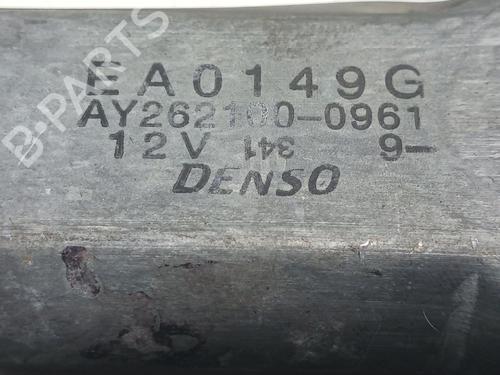 B-PARTS
EA0149G
AY262100-0961
12V 341 9-
DENSO